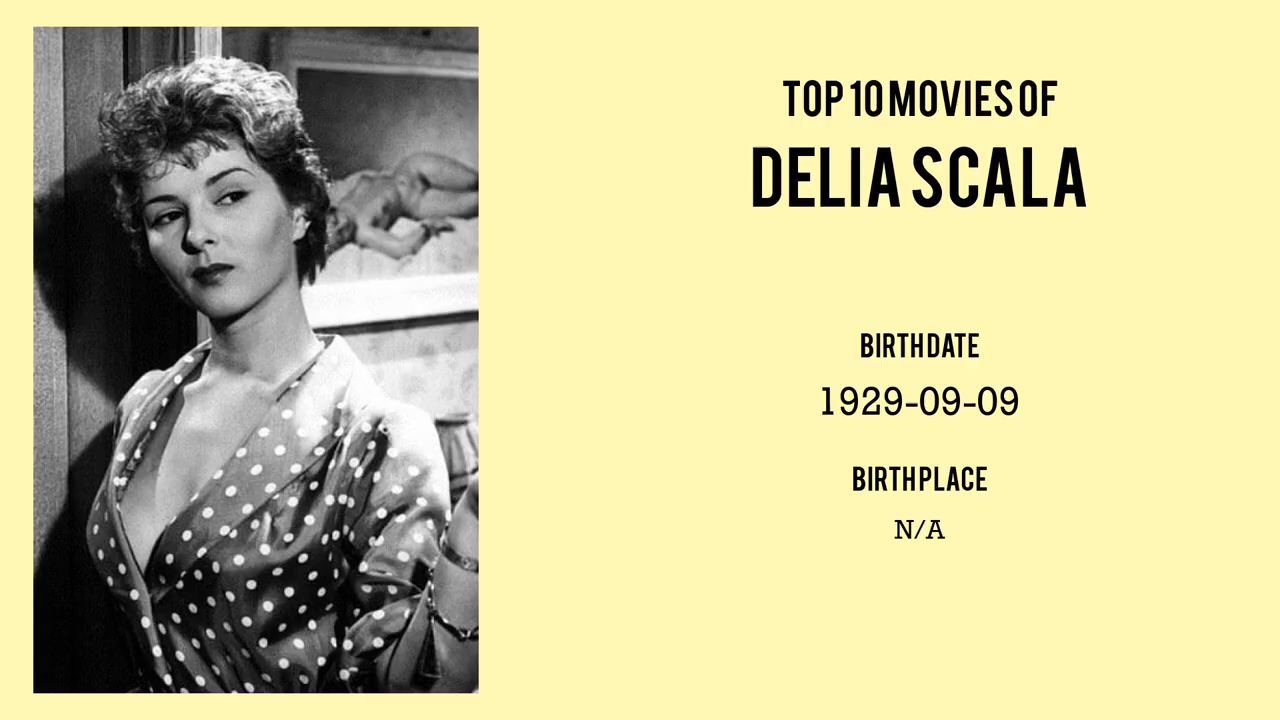 TOP 10 MOVIES OF
DELIA SCALA
BIRTHDATE
1929-09-09
BIRTHPLACE
N/A